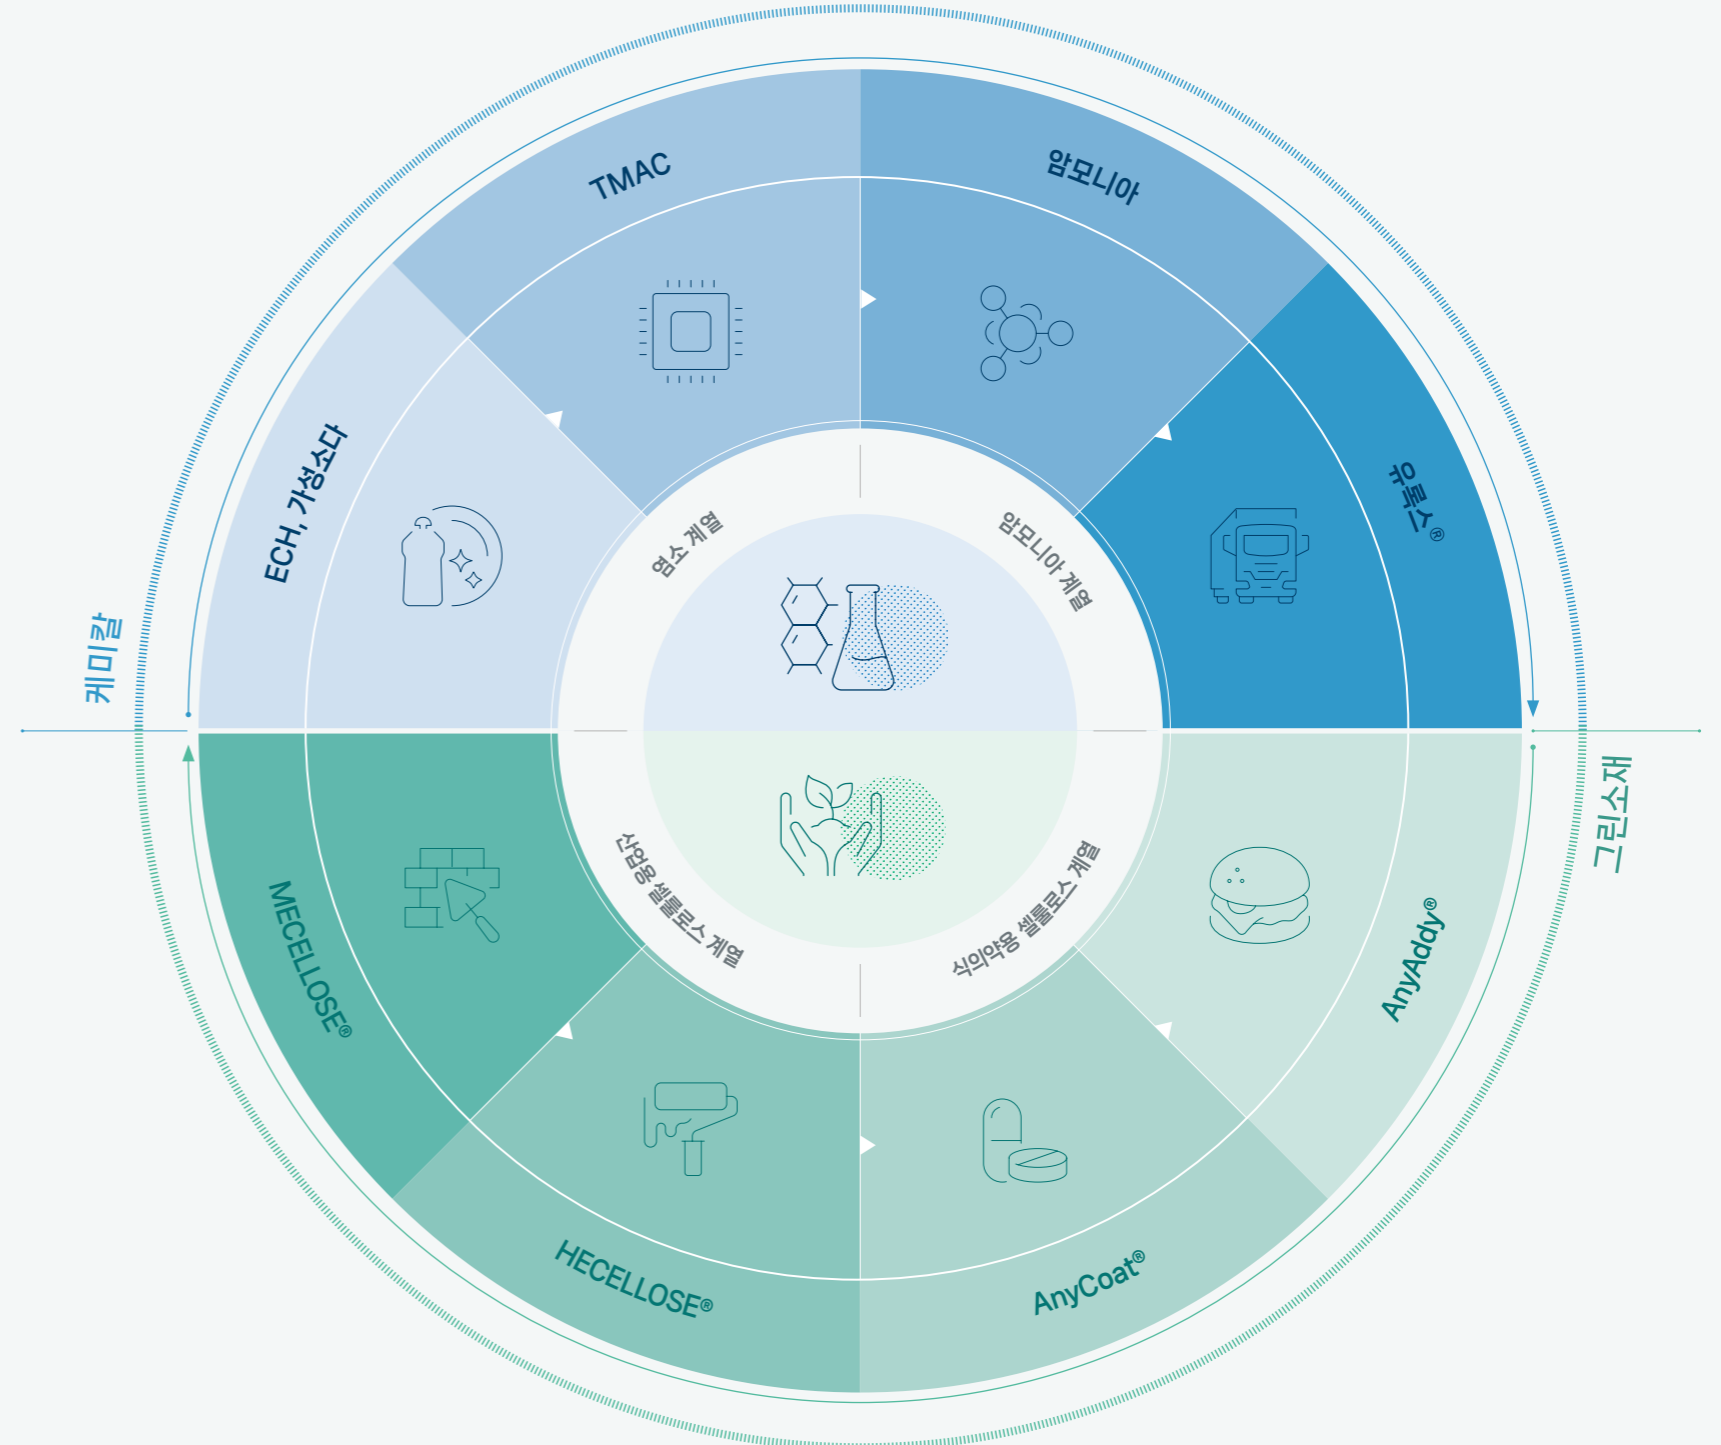 케미칼
ECH, 가성소다
TMAC
암모니아
유록스®
염소 계열
암모니아 계열
그린소재
AnyAddy®
AnyCoat®
HECELLOSE®
MECELLOSE®
산업용 셀룰로스 계열
식의약용 셀룰로스 계열